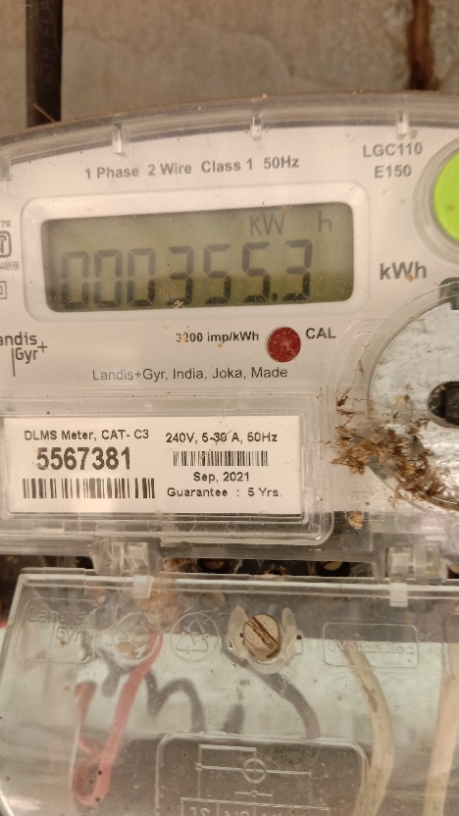 1 Phase 2 Wire Class 1 50Hz
LGC110
E150
KW h
000355.3
kWh
Landis
Gyr+
3200 imp/kWh
CAL
Landis+Gyr, India, Joka, Made
DLMS Meter, CAT- C3
5567381
240V, 5-30 A, 50Hz
Sep, 2021
Guarantee : 5 Yrs.
Landis
Gyr